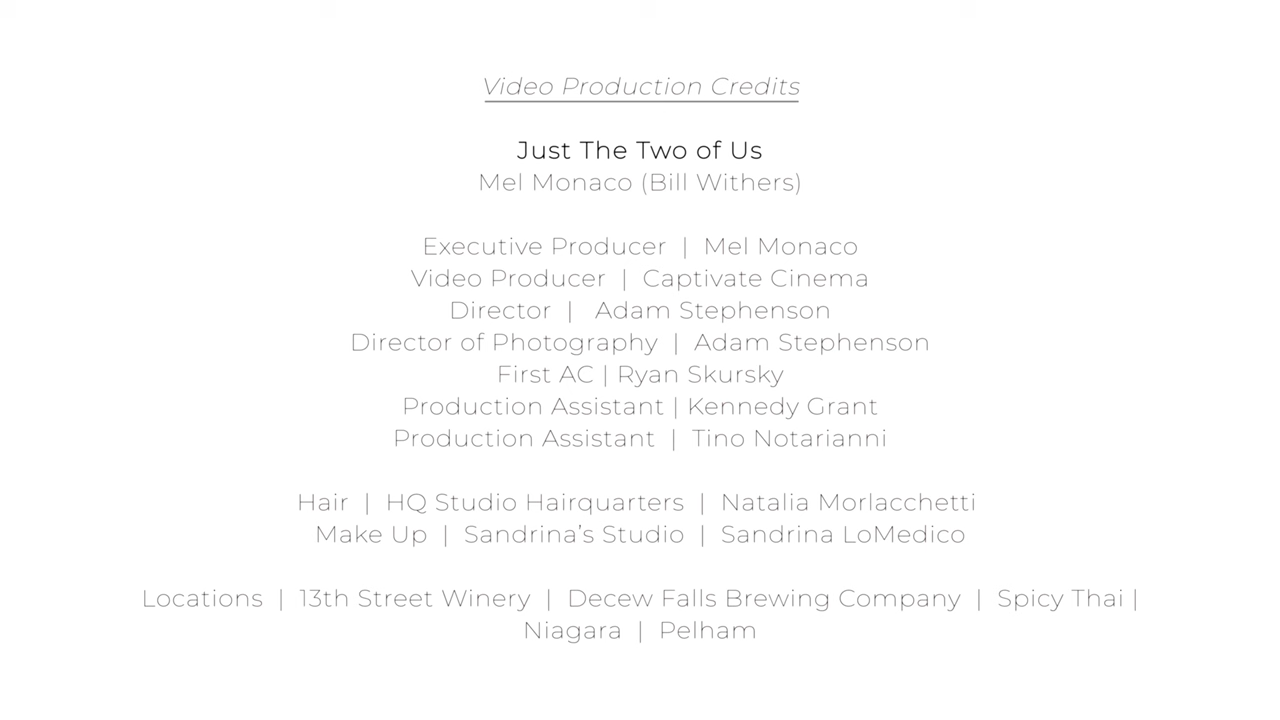 Video Production Credits
Just The Two of Us
Mel Monaco (Bill Withers)
Executive Producer | Mel Monaco
Video Producer | Captivate Cinema
Director | Adam Stephenson
Director of Photography | Adam Stephenson
First AC | Ryan Skursky
Production Assistant | Kennedy Grant
Production Assistant | Tino Notarianni
Hair | HQ Studio Hairquarters | Natalia Morlacchetti
Make Up | Sandrina’s Studio | Sandrina LoMedico
Locations | 13th Street Winery | Decew Falls Brewing Company | Spicy Thai |
Niagara | Pelham